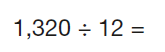 1,320 ÷ 12 =